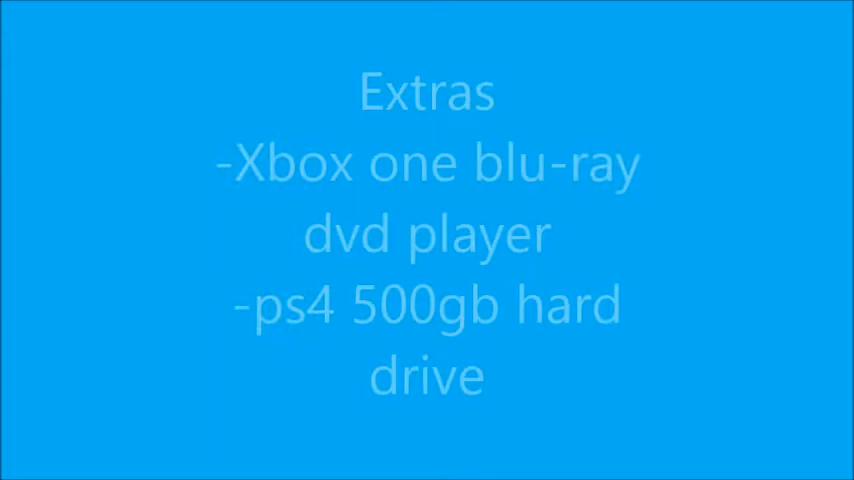 Extras
-Xbox one blu-ray
dvd player
-ps4 500gb hard
drive